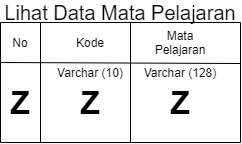 Lihat Data Mata Pelajaran
No Kode Mata
Pelajaran
Varchar (10) Varchar (128)
Z Z Z